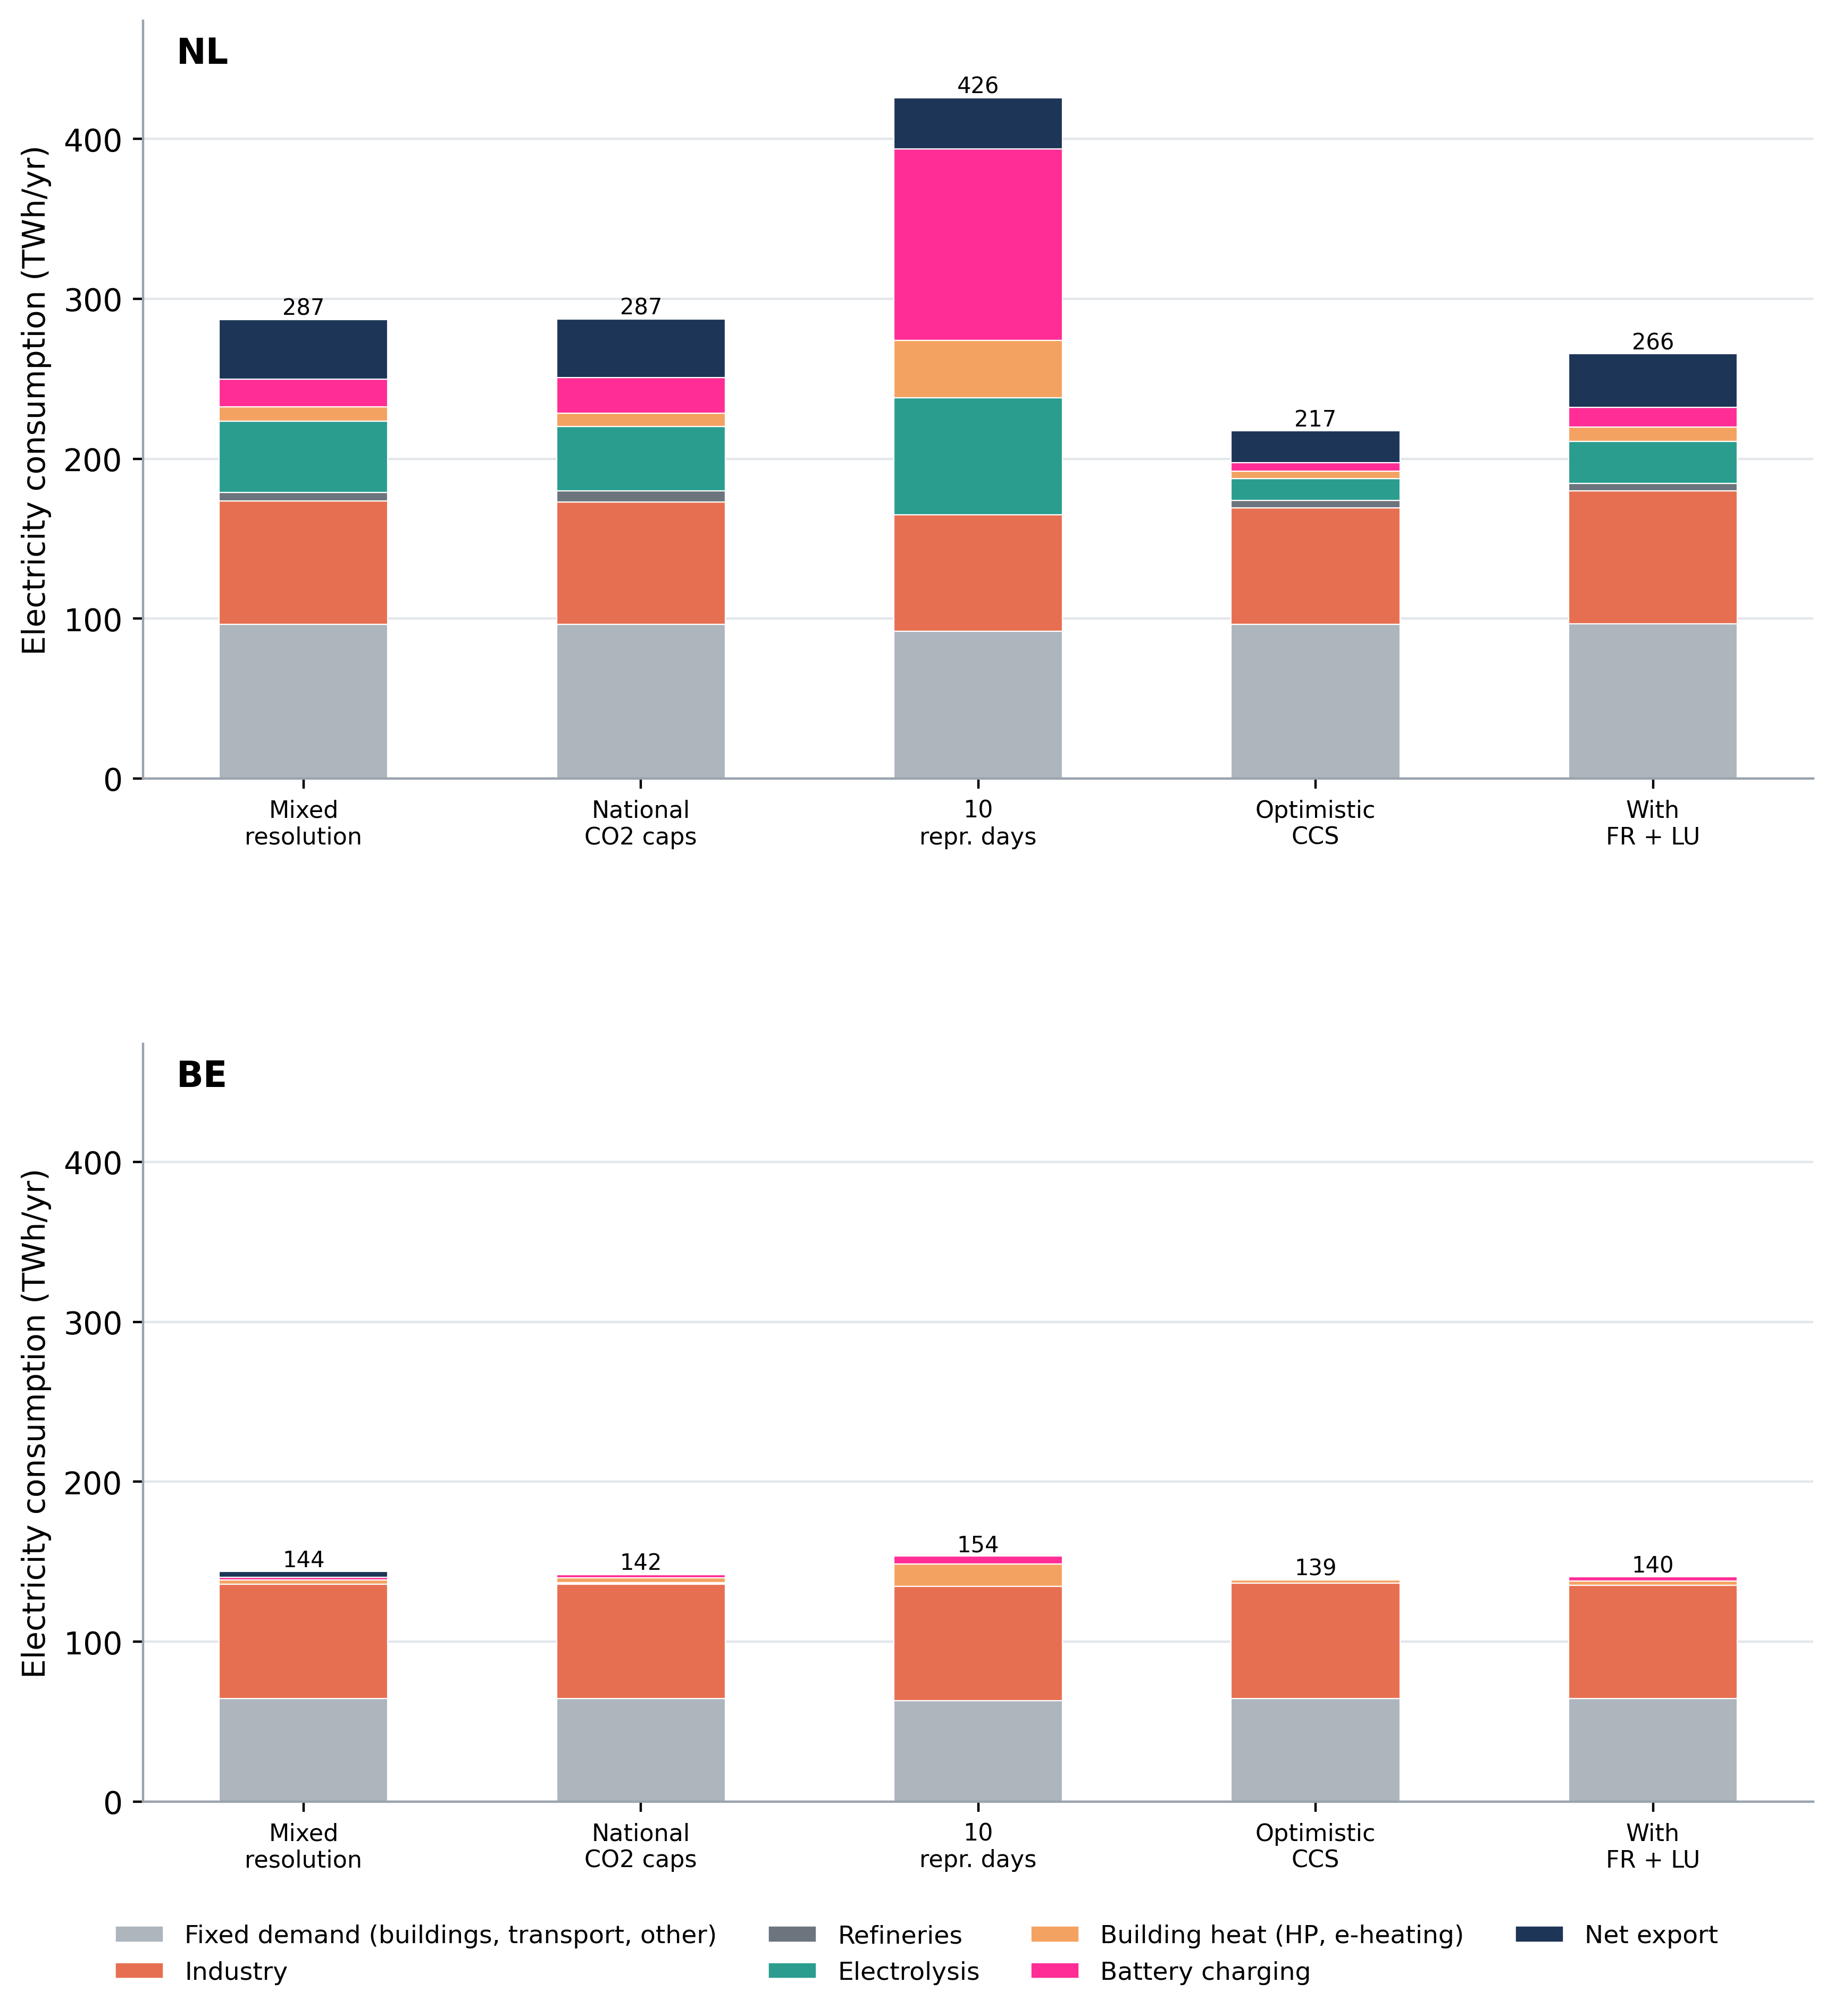 NL
Electricity consumption (TWh/yr)
400
300
200
100
0
287
287
426
217
266
Mixed
resolution
National
CO2 caps
10
repr. days
Optimistic
CCS
With
FR + LU
BE
Electricity consumption (TWh/yr)
400
300
200
100
0
144
142
154
139
140
Mixed
resolution
National
CO2 caps
10
repr. days
Optimistic
CCS
With
FR + LU
Fixed demand (buildings, transport, other)
Industry
Refineries
Electrolysis
Building heat (HP, e-heating)
Battery charging
Net export